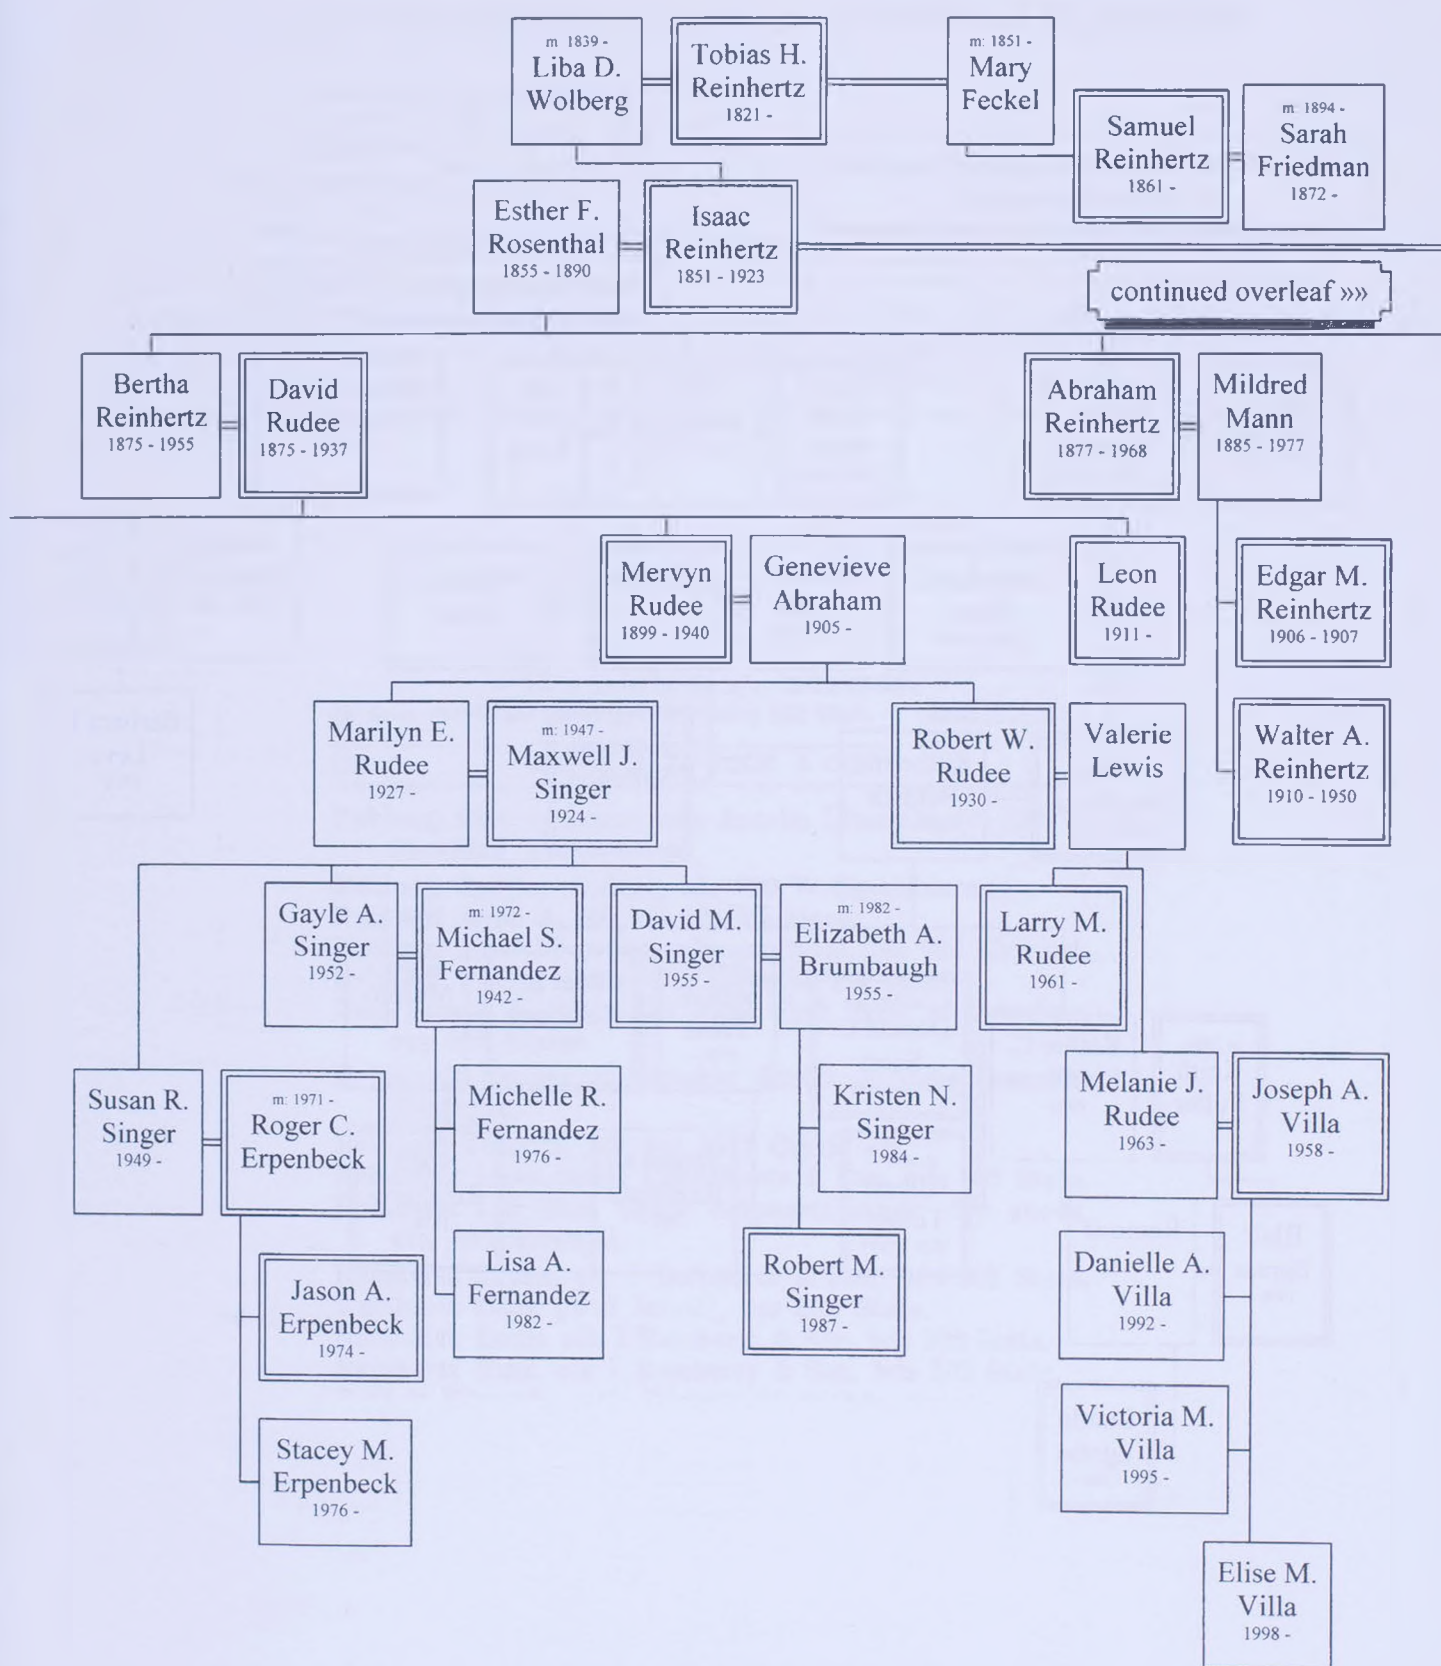 m: 1839 -
Liba D.
Wolberg
Tobias H.
Reinhertz
1821 -
m: 1851 -
Mary
Feckel
Samuel
Reinhertz
1861 -
m: 1894 -
Sarah
Friedman
1872 -
Esther F.
Rosenthal
1855 - 1890
Isaac
Reinhertz
1851 - 1923
continued overleaf »»
Bertha
Reinhertz
1875 - 1955
David
Rudee
1875 - 1937
Abraham
Reinhertz
1877 - 1968
Mildred
Mann
1885 - 1977
Mervyn
Rudee
1899 - 1940
Genevieve
Abraham
1905 -
Leon
Rudee
1911 -
Edgar M.
Reinhertz
1906 - 1907
Marilyn E.
Rudee
1927 -
m: 1947 -
Maxwell J.
Singer
1924 -
Robert W.
Rudee
1930 -
Valerie
Lewis
Walter A.
Reinhertz
1910 - 1950
Gayle A.
Singer
1952 -
m: 1972 -
Michael S.
Fernandez
1942 -
David M.
Singer
1955 -
m: 1982 -
Elizabeth A.
Brumbaugh
1955 -
Larry M.
Rudee
1961 -
Susan R.
Singer
1949 -
m: 1971 -
Roger C.
Erpenbeck
Michelle R.
Fernandez
1976 -
Kristen N.
Singer
1984 -
Melanie J.
Rudee
1963 -
Joseph A.
Villa
1958 -
Jason A.
Erpenbeck
1974 -
Lisa A.
Fernandez
1982 -
Robert M.
Singer
1987 -
Danielle A.
Villa
1992 -
Stacey M.
Erpenbeck
1976 -
Victoria M.
Villa
1995 -
Elise M.
Villa
1998 -